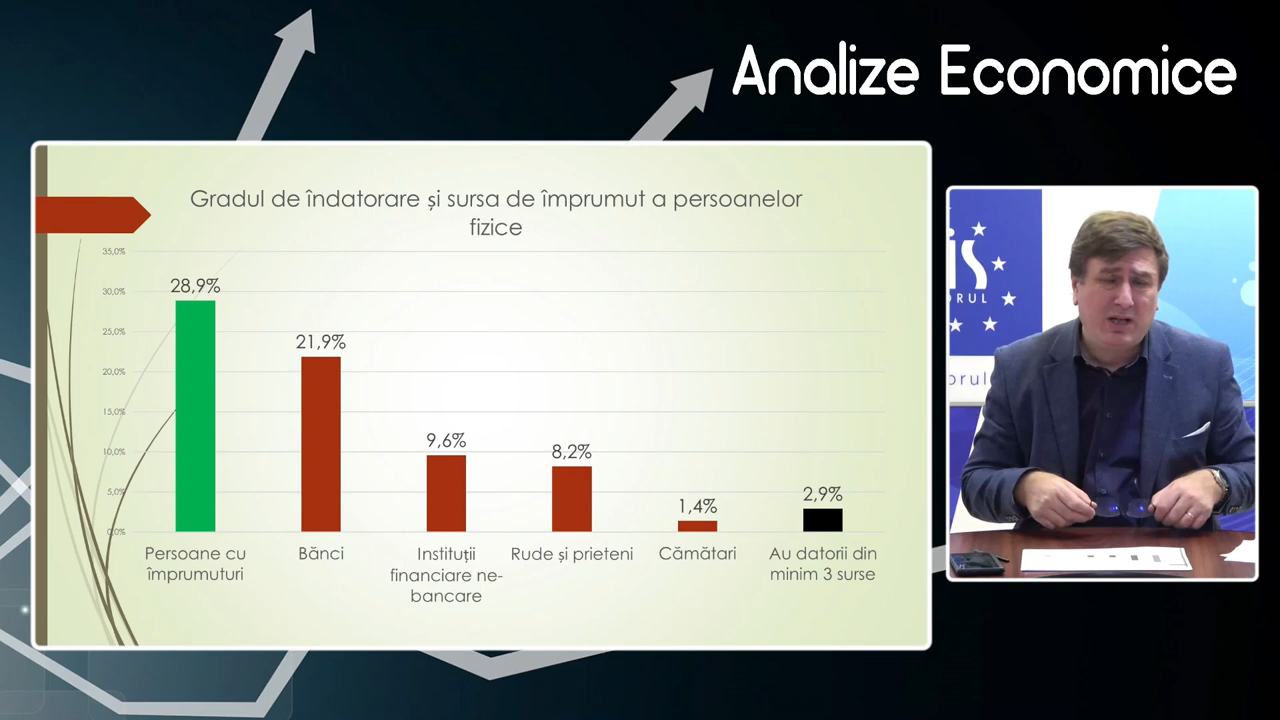 Analize Economice
Gradul de îndatorare și sursa de împrumut a persoanelor
fizice
35,0%
30,0%
25,0%
20,0%
15,0%
10,0%
5,0%
0,0%
28,9%
21,9%
9,6%
8,2%
1,4%
2,9%
Persoane cu
împrumuturi
Bănci
Instituții
financiare ne-
bancare
Rude și prieteni
Cămătari
Au datorii din
minim 3 surse